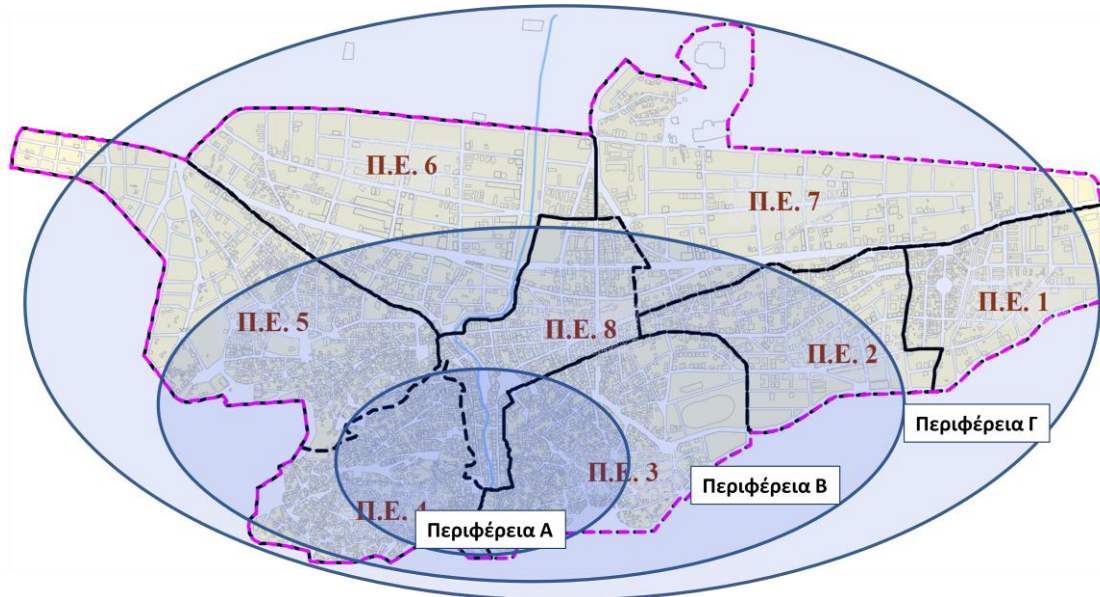 Π.Ε. 6
Π.Ε. 7
Π.Ε. 1
Π.Ε. 5
Π.Ε. 8
Π.Ε. 2
Π.Ε. 3
Π.Ε. 4
Περιφέρεια Γ
Περιφέρεια Β
Περιφέρεια Α